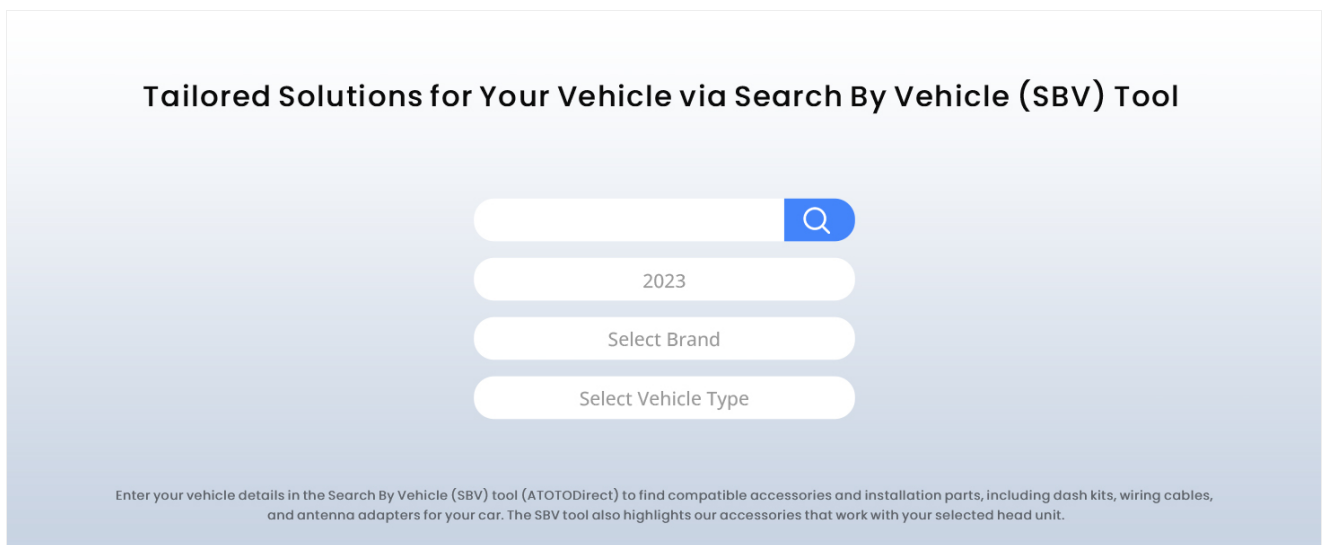 Tailored Solutions for Your Vehicle via Search By Vehicle (SBV) Tool
2023
Select Brand
Select Vehicle Type
Enter your vehicle details in the Search By Vehicle (SBV) tool (ATOTODirect) to find compatible accessories and installation parts, including dash kits, wiring cables,
and antenna adapters for your car. The SBV tool also highlights our accessories that work with your selected head unit.